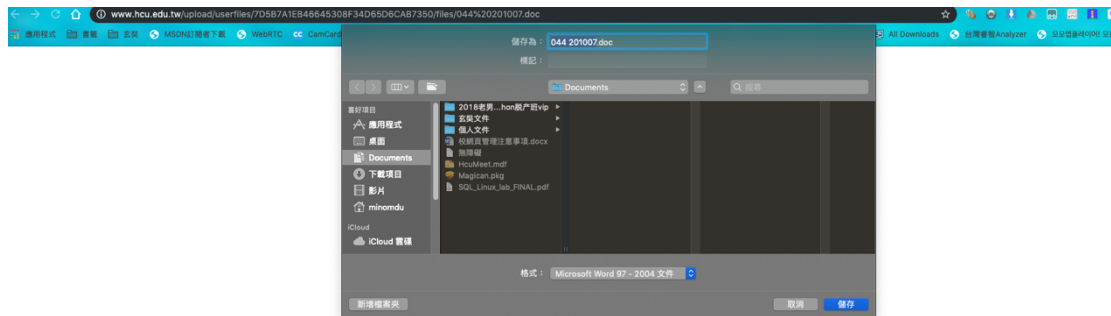 www.hcu.edu.tw/upload/userfiles/7D5B7A1EB46645308F34D65D6CAB7350/files/044%20201007.doc
應用程式 書籤 玄奘 MSDN訂閱者下載 WebRTC CamCard All Downloads 台灣睿智Analyzer
儲存為： 044 201007.doc
標記：
Documents 搜尋
喜好項目
應用程式
桌面
Documents
下載項目
影片
minomdu
iCloud
iCloud 雲碟
2018老男...hon脫产班vip
玄奘文件
個人文件
校網頁管理注意事項.docx
無障礙
HcuMeet.mdf
Magican.pkg
SQL_Linux_lab_FINAL.pdf
格式： Microsoft Word 97 - 2004 文件
新增檔案夾 取消 儲存